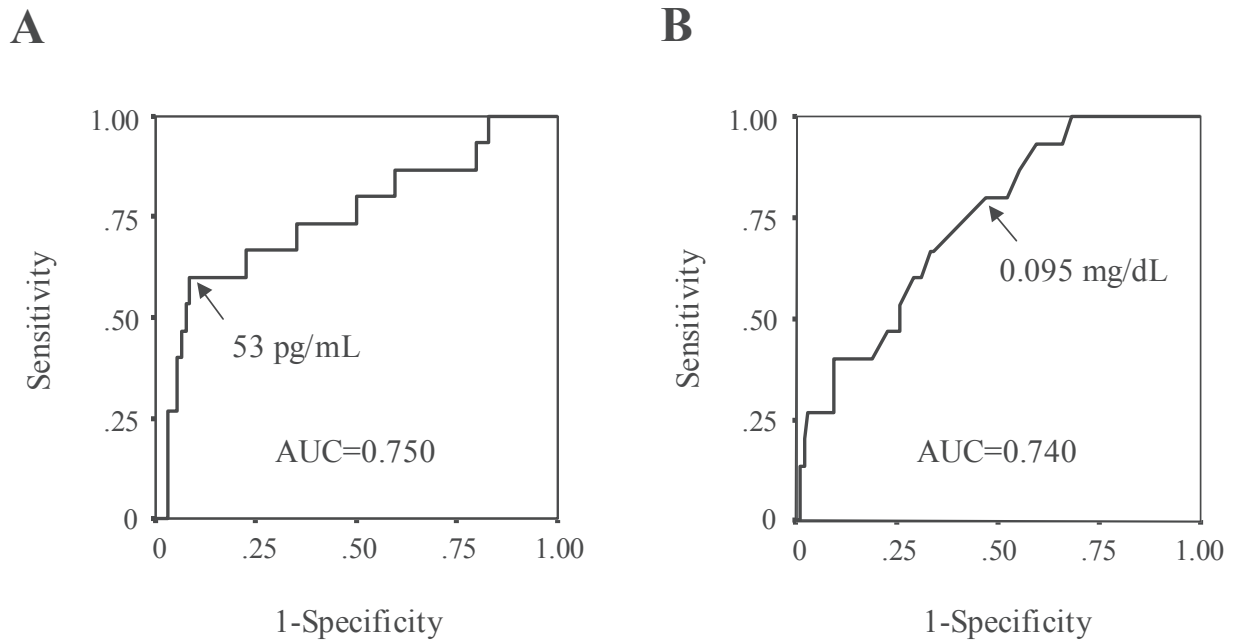 A
B
1.00
.75
.50
.25
0
Sensitivity
53 pg/mL
AUC=0.750
0 .25 .50 .75 1.00
1-Specificity
1.00
.75
.50
.25
0
Sensitivity
0.095 mg/dL
AUC=0.740
0 .25 .50 .75 1.00
1-Specificity